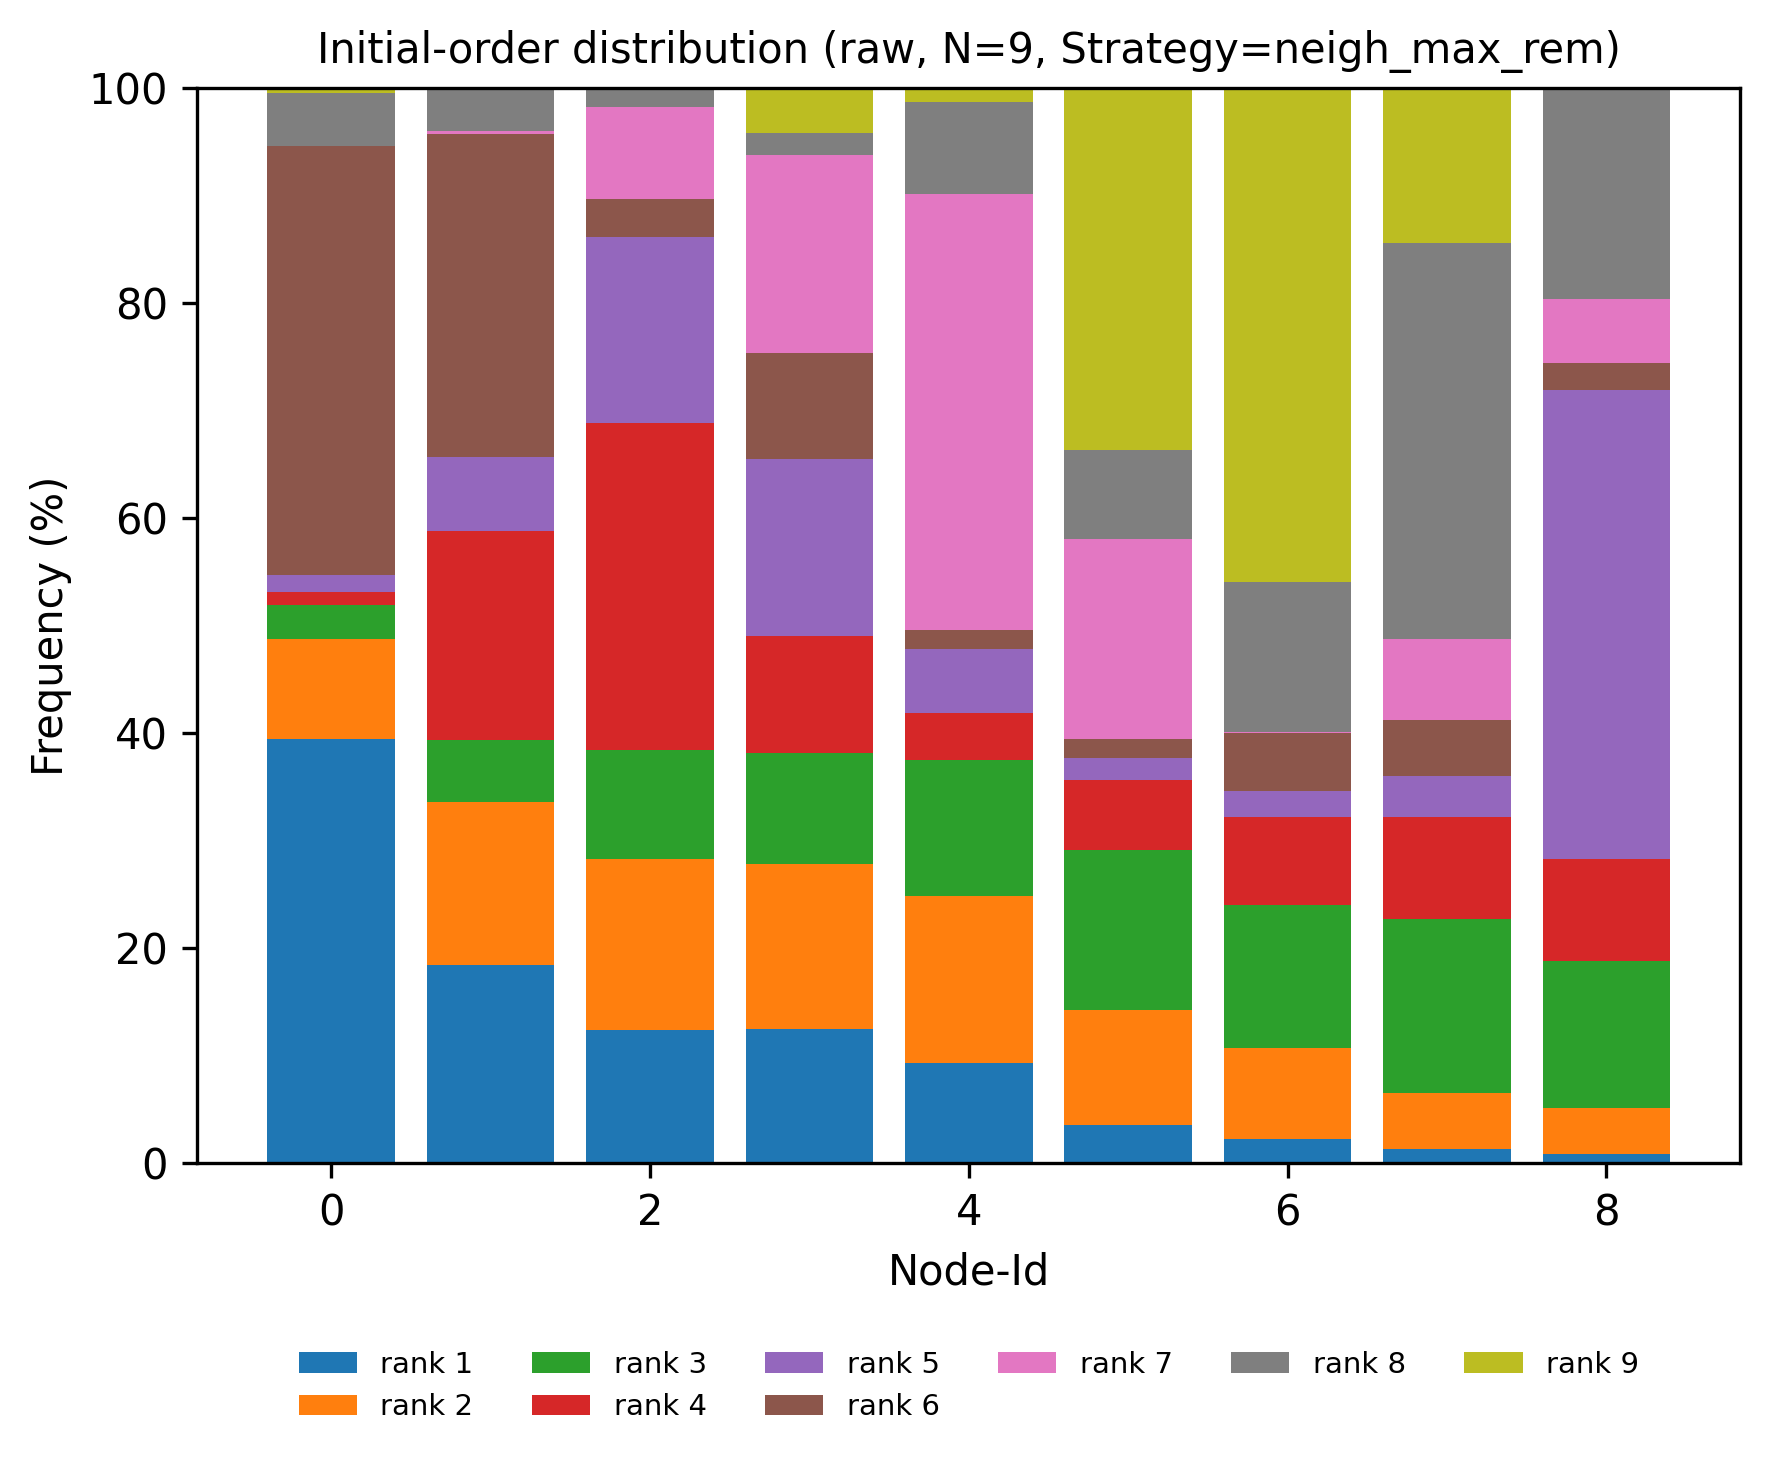 Initial-order distribution (raw, N=9, Strategy=neigh_max_rem)
100
80
60
40
20
0
Frequency (%)
0 2 4 6 8
Node-Id
rank 1 rank 3 rank 5 rank 7 rank 8 rank 9
rank 2 rank 4 rank 6